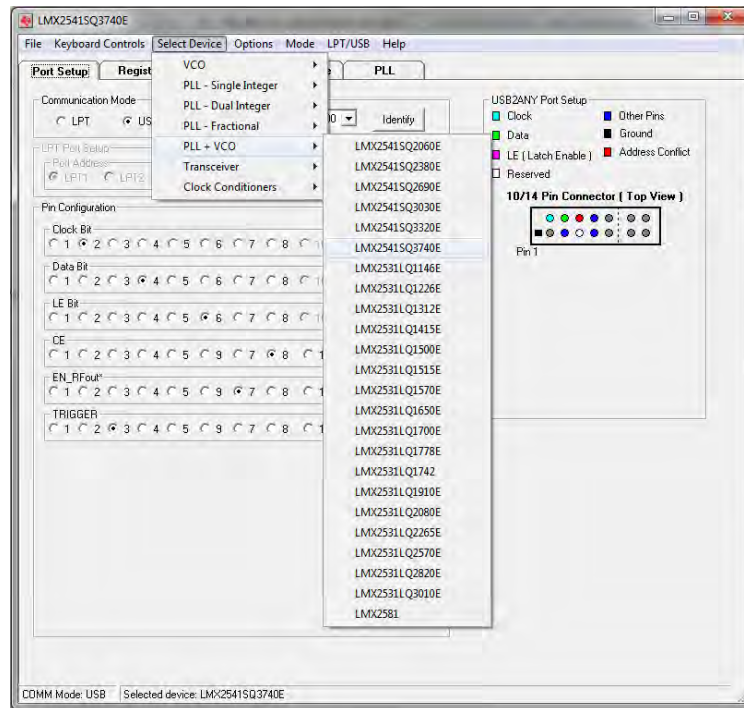 LMX2541SQ3740E
File Keyboard Controls Select Device Options Mode LPT/USB Help
Port Setup Regist PLL
VCO
PLL - Single Integer
PLL - Dual Integer
PLL - Fractional
PLL + VCO
Transceiver
Clock Conditioners
LMX2541SQ2060E
LMX2541SQ2380E
LMX2541SQ2690E
LMX2541SQ3030E
LMX2541SQ3320E
LMX2541SQ3740E
LMX2531LQ1146E
LMX2531LQ1226E
LMX2531LQ1312E
LMX2531LQ1415E
LMX2531LQ1500E
LMX2531LQ1515E
LMX2531LQ1570E
LMX2531LQ1650E
LMX2531LQ1700E
LMX2531LQ1778E
LMX2531LQ1742
LMX2531LQ1910E
LMX2531LQ2080E
LMX2531LQ2265E
LMX2531LQ2570E
LMX2531LQ2820E
LMX2531LQ3010E
LMX2581
Communication Mode
LPT US Identify
LPT Port Setup
Port Address
LPT1 LPT2
Pin Configuration
Clock Bit
1 2 3 4 5 6 7 8
Data Bit
1 2 3 4 5 6 7 8
LE Bit
1 2 3 4 5 6 7 8
CE
1 2 3 4 5 9 7 8
EN_RFout*
1 2 3 4 5 9 7 8
TRIGGER
1 2 3 4 5 9 7 8
USB2ANY Port Setup
Clock Other Pins
Data Ground
LE ( Latch Enable ) Address Conflict
Reserved
10/14 Pin Connector ( Top View )
Pin 1
COMM Mode: USB Selected device: LMX2541SQ3740E